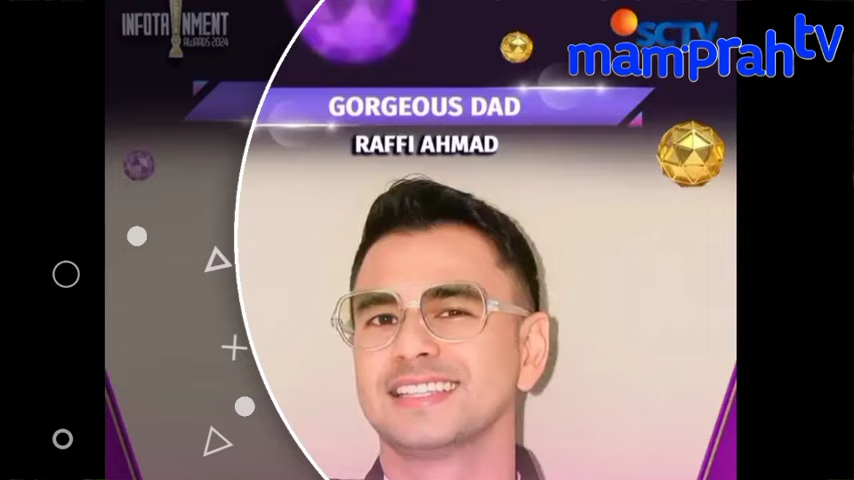 INFOTAINMENT
AWARDS 2024
SCTV
mamprahtv
GORGEOUS DAD
RAFFI AHMAD